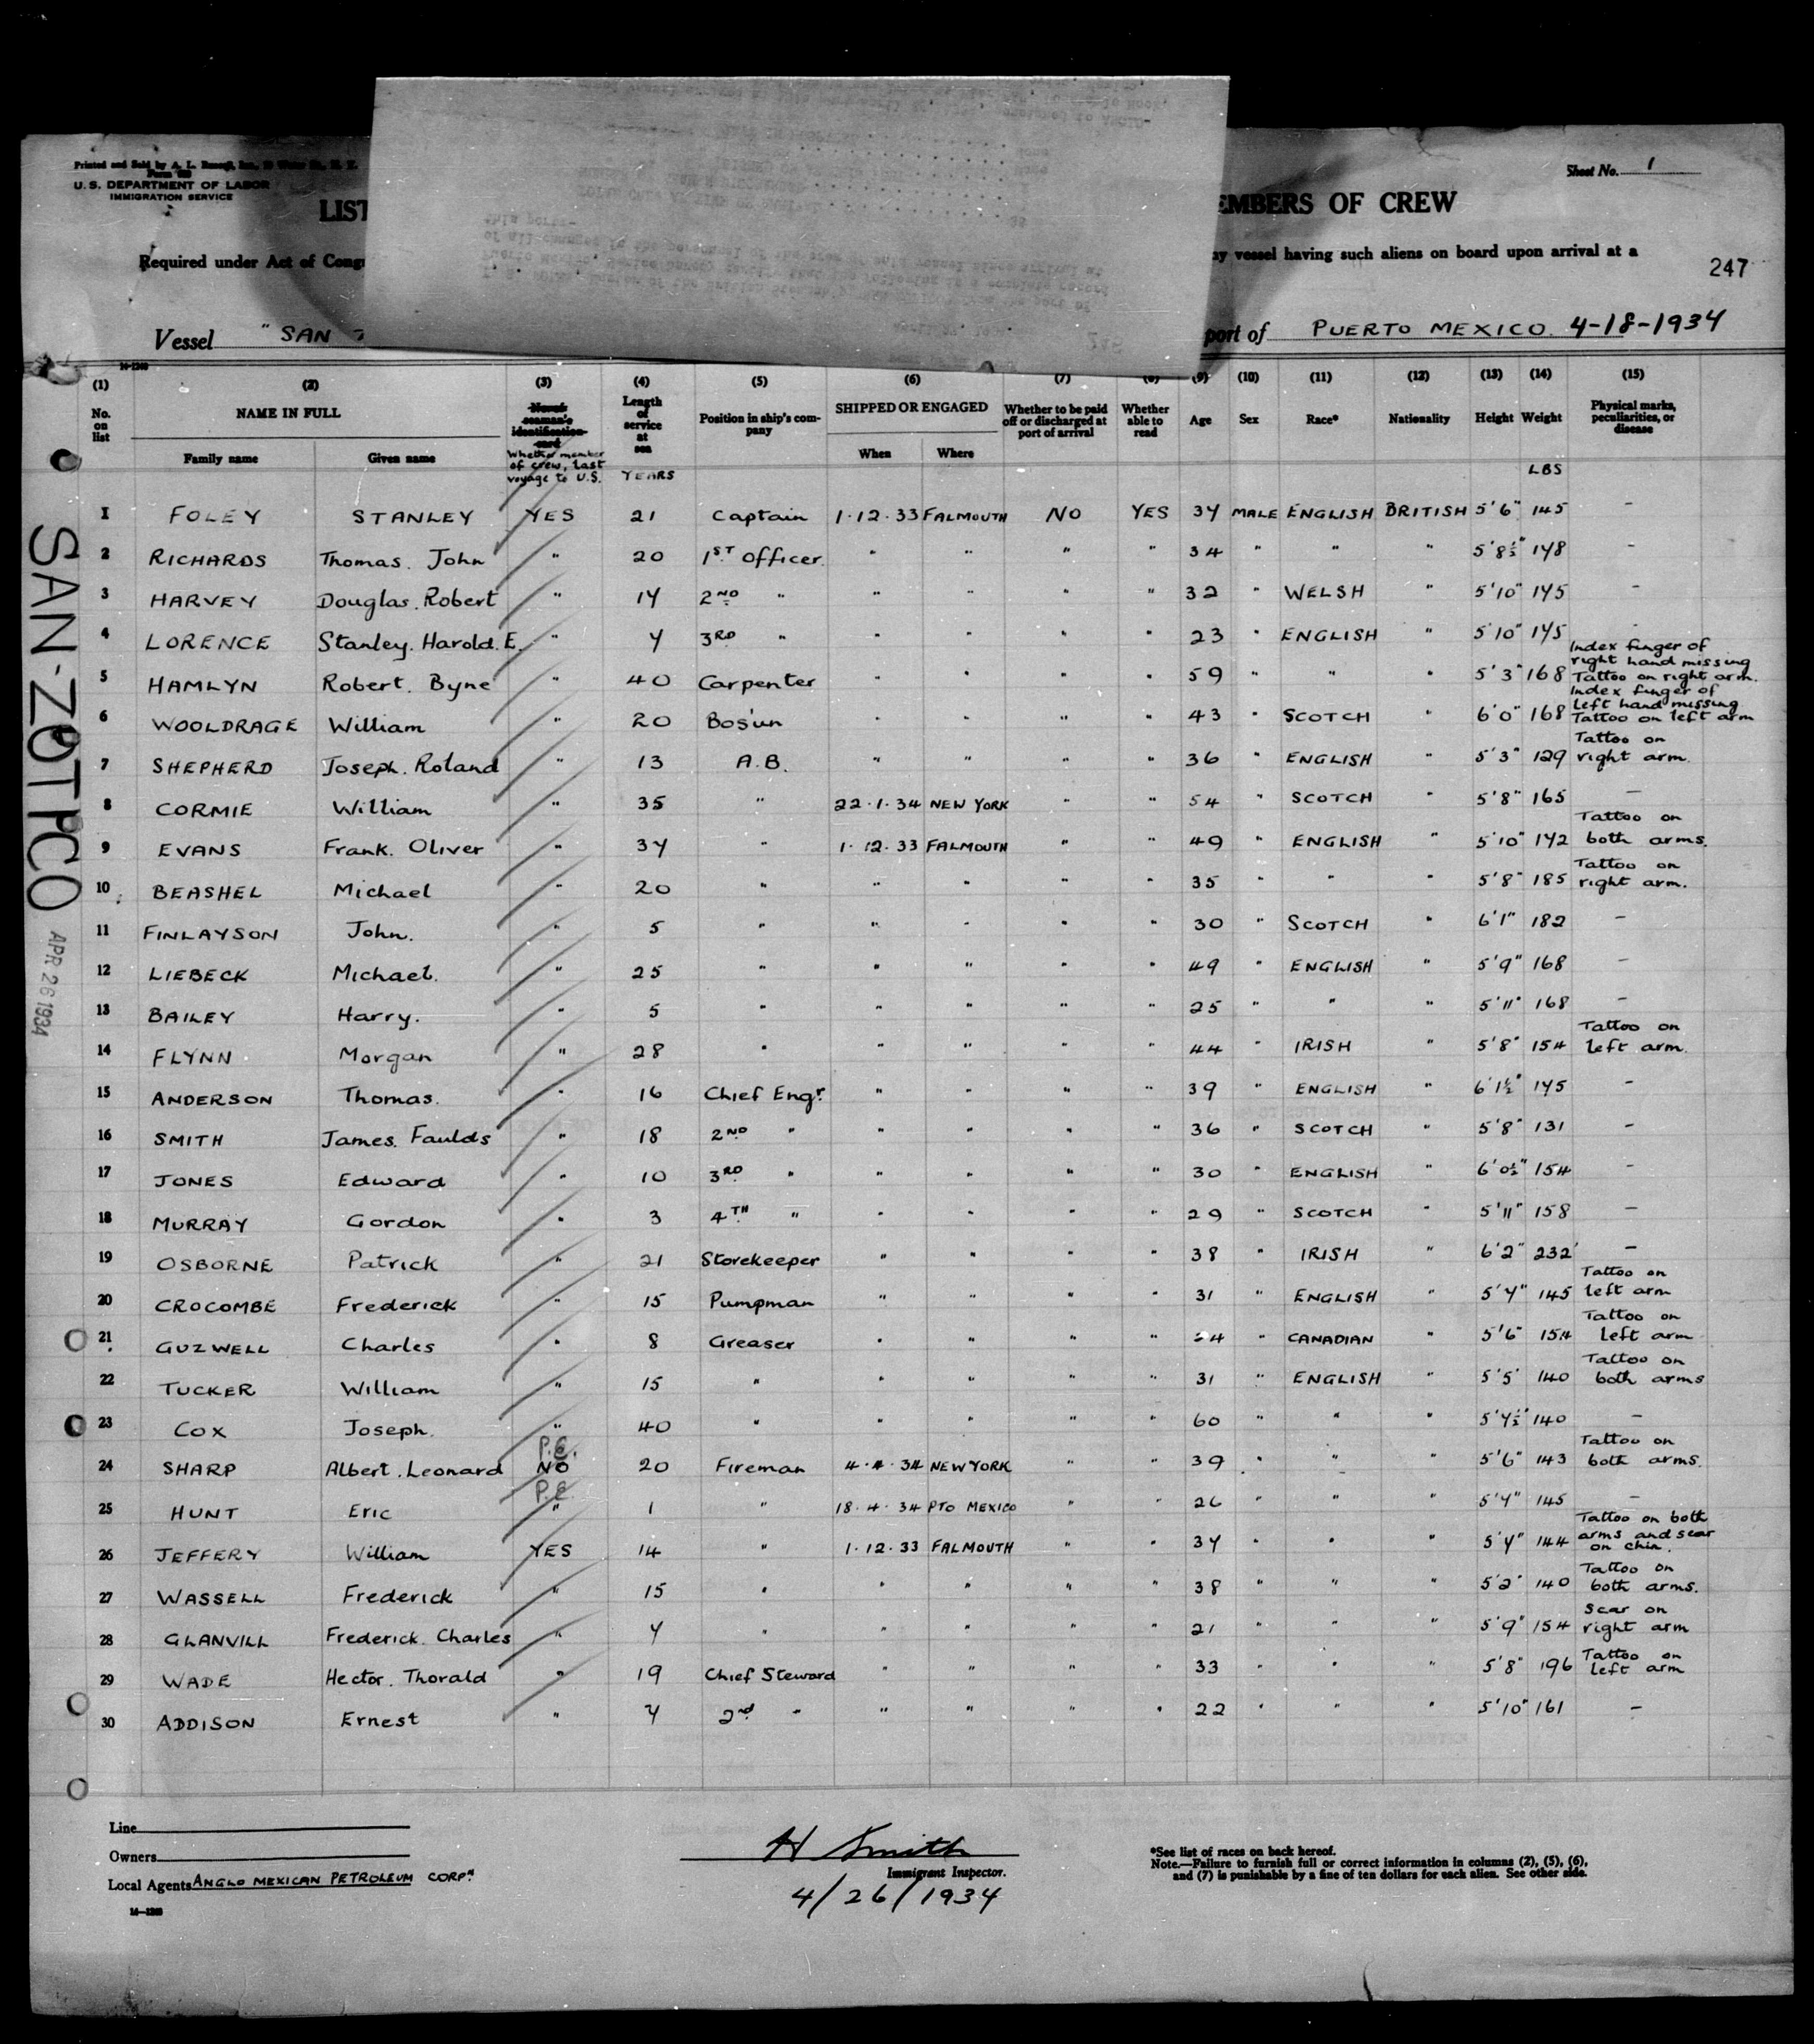 Sheet No. 1
U.S. DEPARTMENT OF LABOR
IMMIGRATION SERVICE
LIST EMBERS OF CREW
Required under Act of Cong ny vessel having such aliens on board upon arrival at a
247
Vessel "SAN port of PUERTO MEXICO. 4-18-1934
(1) (2) (3) (4) (5) (6) (7) (8) (9) (10) (11) (12) (13) (14) (15)
No. on list NAME IN FULL Family name Given name Whether member of crew, last voyage to U.S. Length of service at sea YEARS Position in ship's company SHIPPED OR ENGAGED When Where Whether to be paid off or discharged at port of arrival Whether able to read Age Sex Race* Nationality Height Weight LBS Physical marks, peculiarities, or disease
1 FOLEY STANLEY YES 21 Captain 1·12·33 FALMOUTH NO YES 34 MALE ENGLISH BRITISH 5'6" 145 -
2 RICHARDS Thomas. John " 20 1ST Officer. " " " " 34 " " " 5'8½" 148 -
3 HARVEY Douglas. Robert " 14 2ND " " " " " 32 " WELSH " 5'10" 145 -
4 LORENCE Stanley. Harold. E. " 4 3RD " " " " " 23 " ENGLISH " 5'10" 145 -
5 HAMLYN Robert. Byne " 40 Carpenter " " " " 59 " " " 5'3" 168 Index finger of right hand missing Tattoo on right arm.
6 WOOLDRAGE William " 20 Bos'un " " " " 43 " SCOTCH " 6'0" 168 Index finger of Left hand missing Tattoo on left arm
7 SHEPHERD Joseph. Roland " 13 A.B. " " " " 36 " ENGLISH " 5'3" 129 Tattoo on right arm.
8 CORMIE William " 35 " 22·1·34 NEW YORK " " 54 " SCOTCH " 5'8" 165 -
9 EVANS Frank. Oliver " 34 " 1·12·33 FALMOUTH " " 49 " ENGLISH " 5'10" 142 Tattoo on both arms.
10 BEASHEL Michael " 20 " " " " " 35 " " " 5'8" 185 Tattoo on right arm.
11 FINLAYSON John. " 5 " " " " " 30 " SCOTCH " 6'1" 182 -
12 LIEBECK Michael. " 25 " " " " " 49 " ENGLISH " 5'9" 168 -
13 BAILEY Harry. " 5 " " " " " 25 " " " 5'11" 168 -
14 FLYNN Morgan " 28 " " " " " 44 " IRISH " 5'8" 154 Tattoo on left arm.
15 ANDERSON Thomas. " 16 Chief Engr. " " " " 39 " ENGLISH " 6'1½" 145 -
16 SMITH James. Faulds " 18 2ND " " " " " 36 " SCOTCH " 5'8" 131 -
17 JONES Edward " 10 3RD " " " " " 30 " ENGLISH " 6'0½" 154 -
18 MURRAY Gordon " 3 4TH " " " " " 29 " SCOTCH " 5'11" 158 -
19 OSBORNE Patrick " 21 Storekeeper " " " " 38 " IRISH " 6'2" 232 -
20 CROCOMBE Frederick " 15 Pumpman " " " " 31 " ENGLISH " 5'4" 145 Tattoo on left arm
21 GUZWELL Charles " 8 Greaser " " " " " CANADIAN " 5'6" 154 Tattoo on Left arm
22 TUCKER William " 15 " " " " " 31 " ENGLISH " 5'5" 140 Tattoo on both arms
23 COX Joseph. " 40 " " " " " 60 " " " 5'4½" 140 -
24 SHARP Albert. Leonard P.E. NO 20 Fireman 4·4·34 NEW YORK " " 39 " " " 5'6" 143 Tattoo on both arms.
25 HUNT Eric P.E. " 1 " 18·4·34 PTO MEXICO " " 26 " " " 5'4" 145 -
26 JEFFERY William YES 14 " 1·12·33 FALMOUTH " " 34 " " " 5'4" 144 Tattoo on both arms and scar on chin.
27 WASSELL Frederick " 15 " " " " " 38 " " " 5'2" 140 Tattoo on both arms.
28 GLANVILL Frederick. Charles " 4 " " " " " 21 " " " 5'9" 154 Scar on right arm
29 WADE Hector. Thorald " 19 Chief Steward " " " " 33 " " " 5'8" 196 Tattoo on left arm
30 ADDISON Ernest " 4 2nd " " " " " 22 " " " 5'10" 161 -
SAN-ZOTICO
APR 26 1934
Line
Owners
Local Agents ANGLO MEXICAN PETROLEUM CORPN.
H Smith
Immigrant Inspector.
4/26/1934
*See list of races on back hereof.
Note.—Failure to furnish full or correct information in columns (2), (5), (6),
and (7) is punishable by a fine of ten dollars for each alien. See other side.